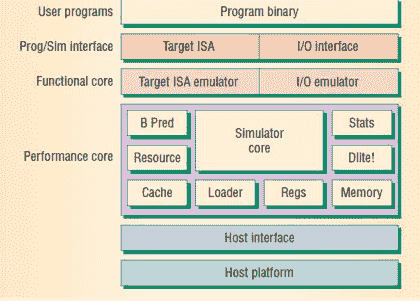 User programs Program binary
Prog/Sim interface Target ISA I/O interface
Functional core Target ISA emulator I/O emulator
B Pred Simulator core Stats
Performance core Resource Dlite!
Cache Loader Regs Memory
Host interface
Host platform